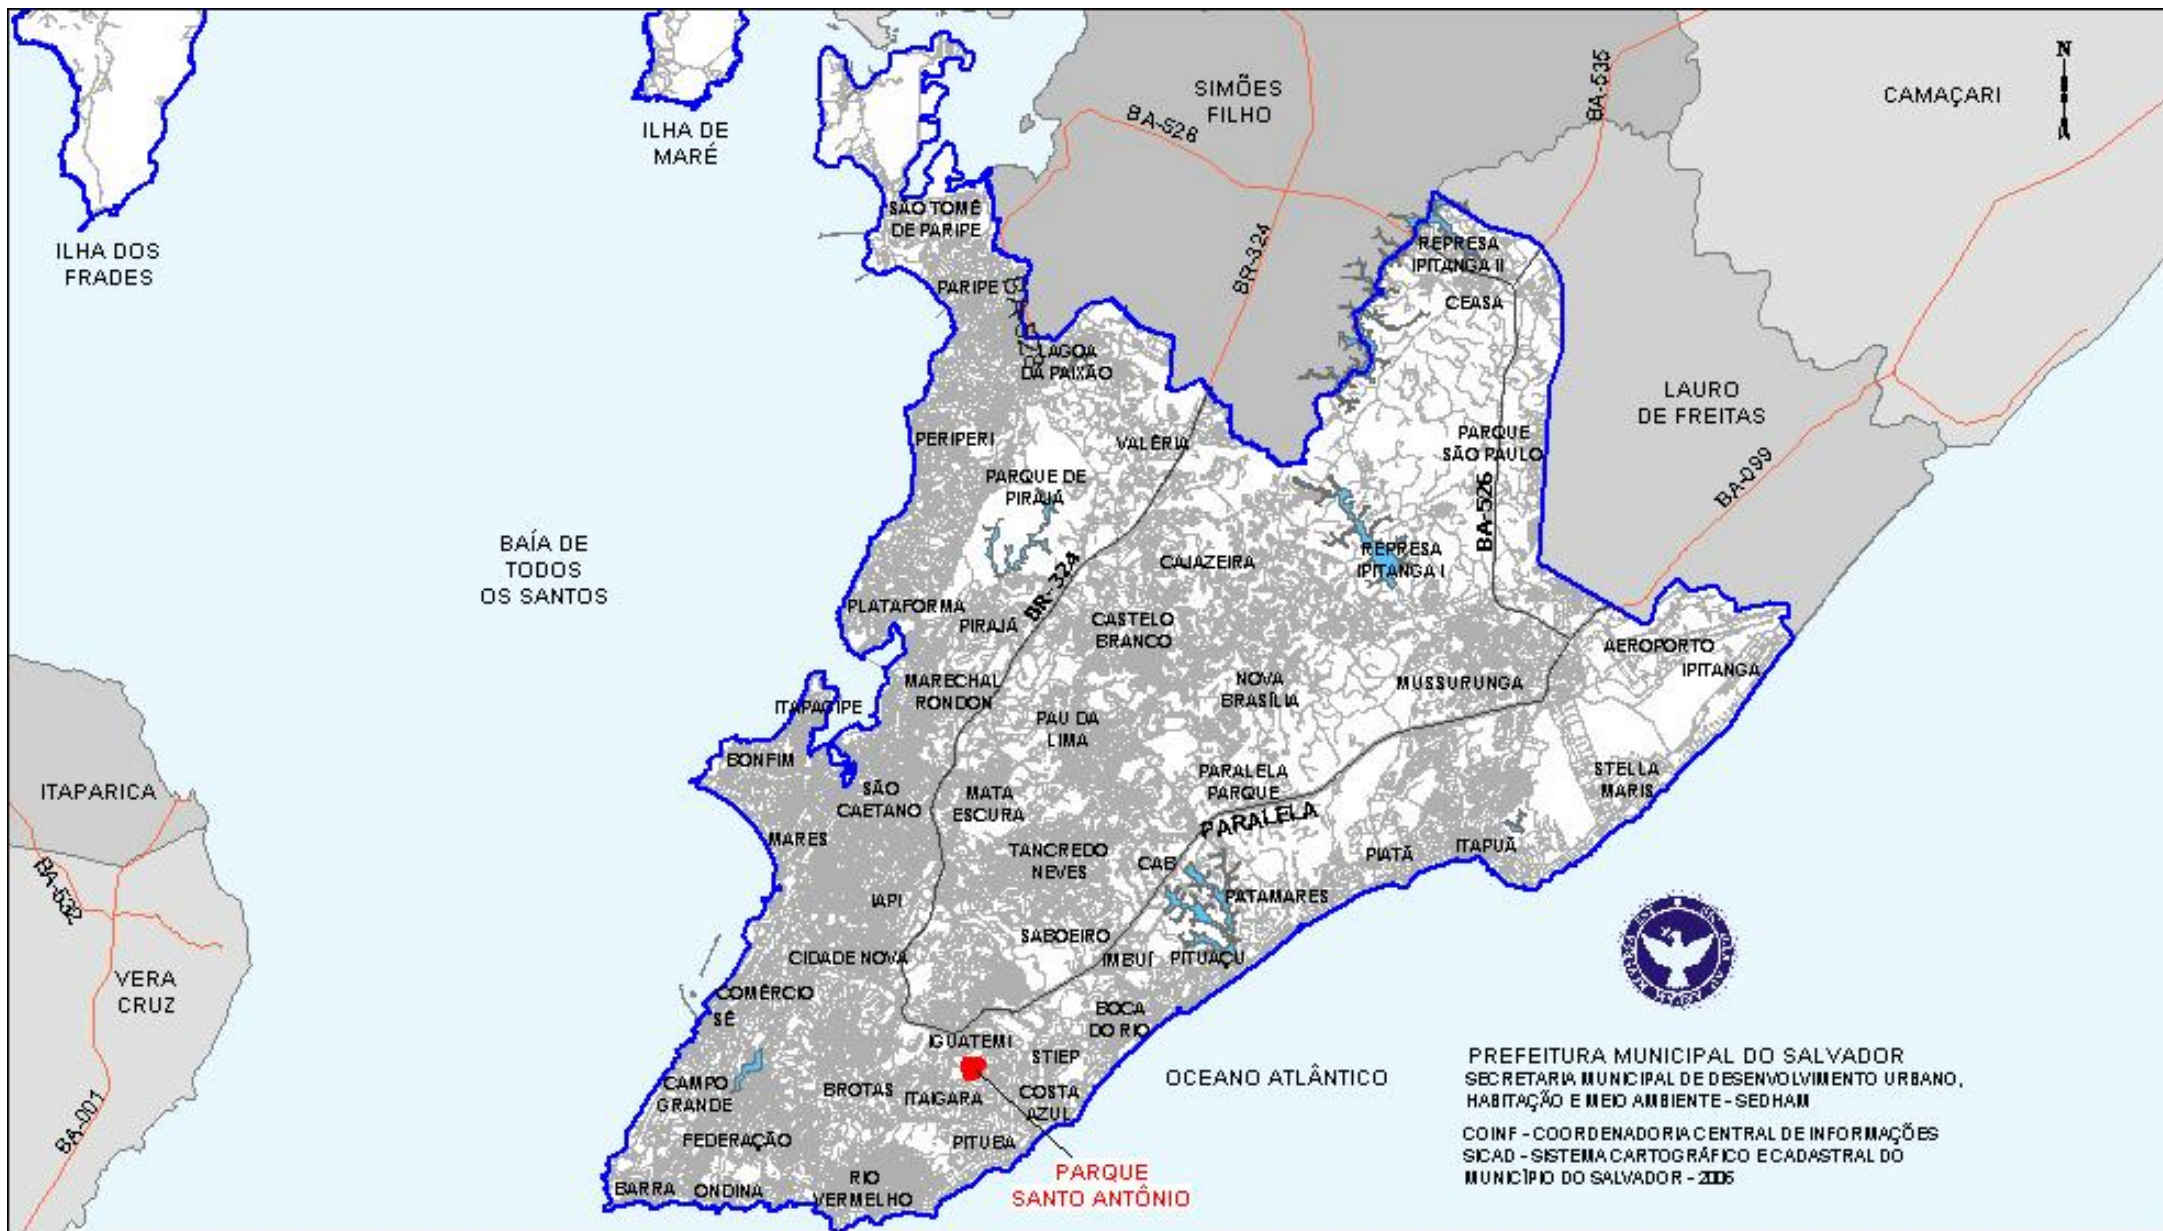 N
SIMÕES
FILHO
CAMAÇARI
BA-535
BA-526
ILHA DE
MARÉ
ILHA DOS
FRADES
SÃO TOMÉ
DE PARIPE
BR-324
REPRESA
IPITANGA II
PARIPE
CEASA
LAGOA
DA PAIXÃO
LAURO
DE FREITAS
PERIPERI
VALÉRIA
PARQUE
SÃO PAULO
PARQUE DE
PIRAJÁ
BA-099
BA-526
BAÍA DE
TODOS
OS SANTOS
CAJAZEIRA
REPRESA
IPITANGA I
BR-324
PLATAFORMA
PIRAJÁ
CASTELO
BRANCO
AEROPORTO
IPITANGA
MARECHAL
RONDON
NOVA
BRASÍLIA
MUSSURUNGA
ITAPAGIPE
PAU DA
LIMA
BONFIM
SÃO
CAETANO
MATA
ESCURA
PARALELA
PARQUE
STELLA
MARIS
ITAPARICA
PARALELA
MARES
TANCREDO
NEVES
CAB
PIATÃ
ITAPUÃ
BA-532
IAPI
PATAMARES
SABOEIRO
CIDADE NOVA
IMBUÍ
PITUAÇU
VERA
CRUZ
COMÉRCIO
SÉ
BOCA
DO RIO
IGUATEMI
STIEP
OCEANO ATLÂNTICO
CAMPO
GRANDE
BROTAS
ITAIGARA
COSTA
AZUL
BA-001
FEDERAÇÃO
PITUBA
PARQUE
SANTO ANTÔNIO
BARRA
ONDINA
RIO
VERMELHO
PREFEITURA MUNICIPAL DO SALVADOR
SECRETARIA MUNICIPAL DE DESENVOLVIMENTO URBANO,
HABITAÇÃO E MEIO AMBIENTE - SEDHAM
COINF - COORDENADORIA CENTRAL DE INFORMAÇÕES
SICAD - SISTEMA CARTOGRÁFICO E CADASTRAL DO
MUNICÍPIO DO SALVADOR - 2006